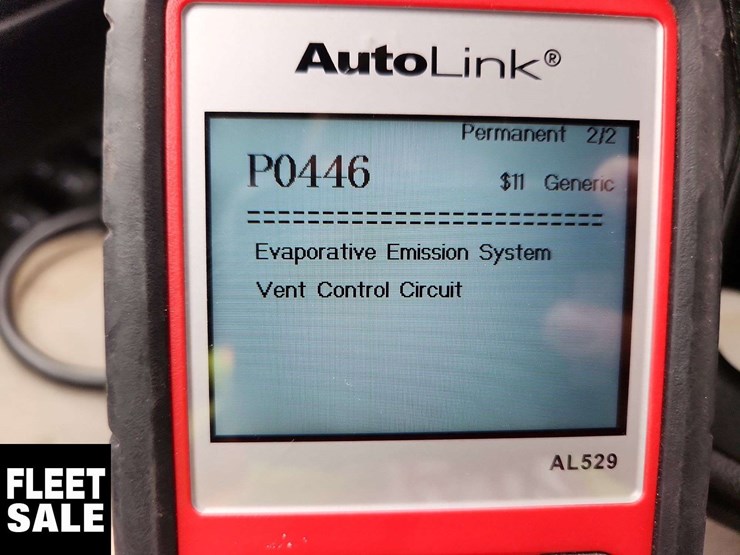 AutoLink®
Permanent 2/2
P0446
$11 Generic
===========================
Evaporative Emission System
Vent Control Circuit
AL529
FLEET
SALE